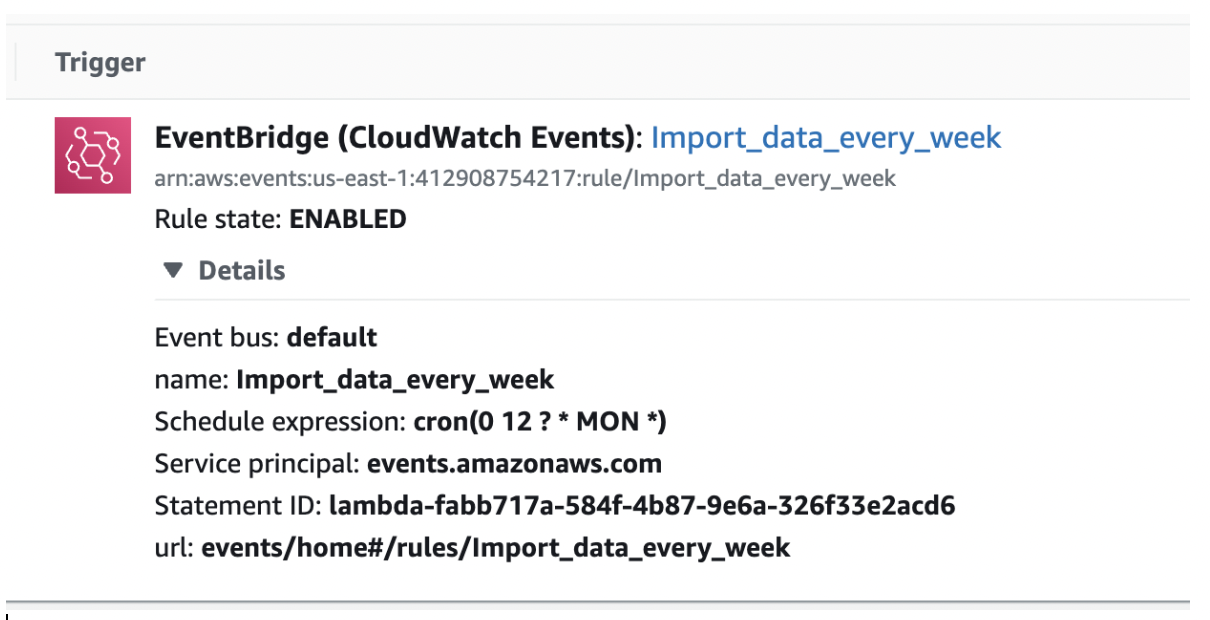 Trigger
EventBridge (CloudWatch Events): Import_data_every_week
arn:aws:events:us-east-1:412908754217:rule/Import_data_every_week
Rule state: ENABLED
Details
Event bus: default
name: Import_data_every_week
Schedule expression: cron(0 12 ? * MON *)
Service principal: events.amazonaws.com
Statement ID: lambda-fabb717a-584f-4b87-9e6a-326f33e2acd6
url: events/home#/rules/Import_data_every_week